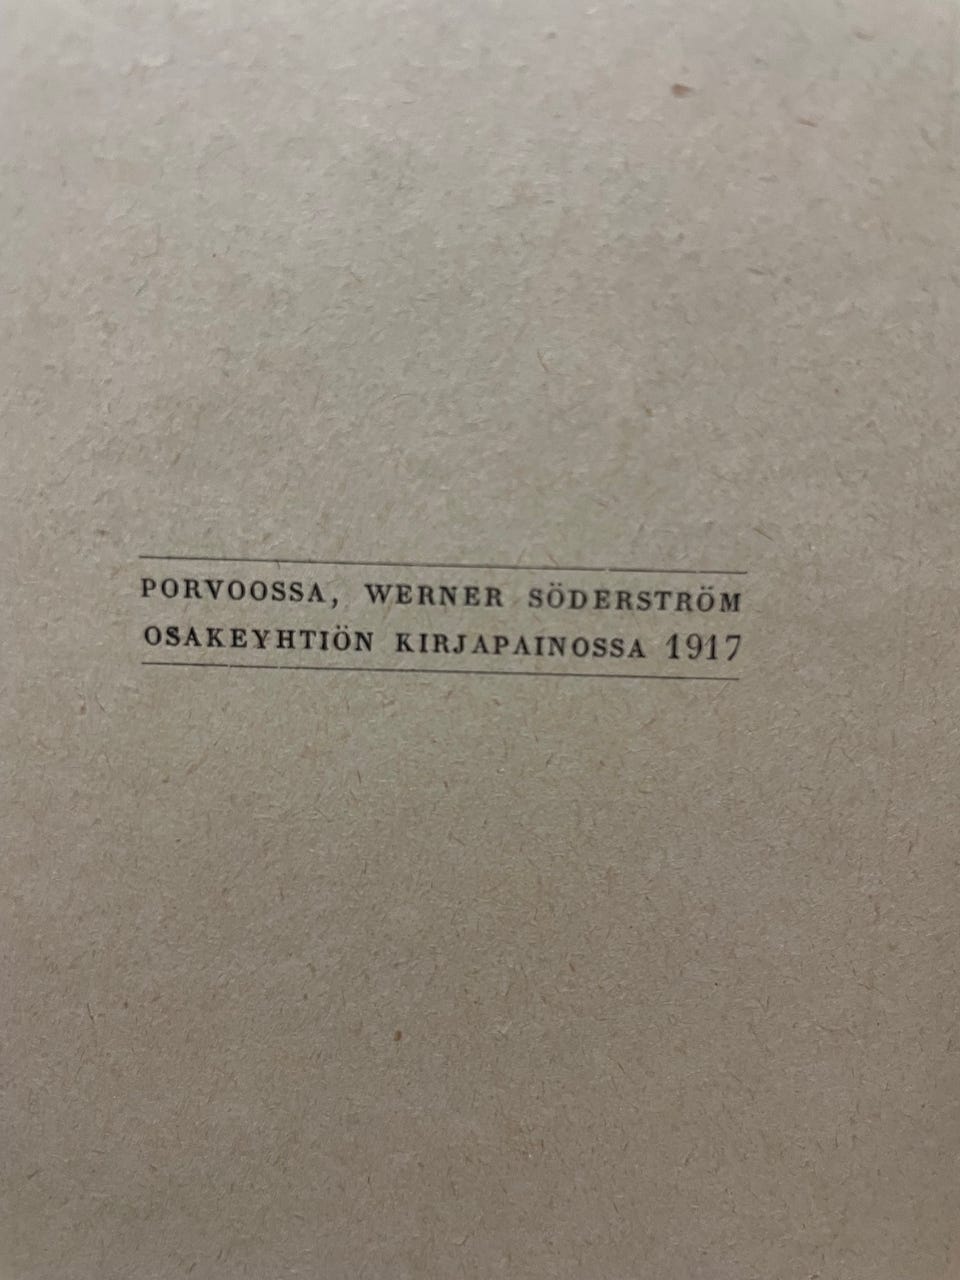 PORVOOSSA, WERNER SÖDERSTRÖM
OSAKEYHTIÖN KIRJAPAINOSSA 1917